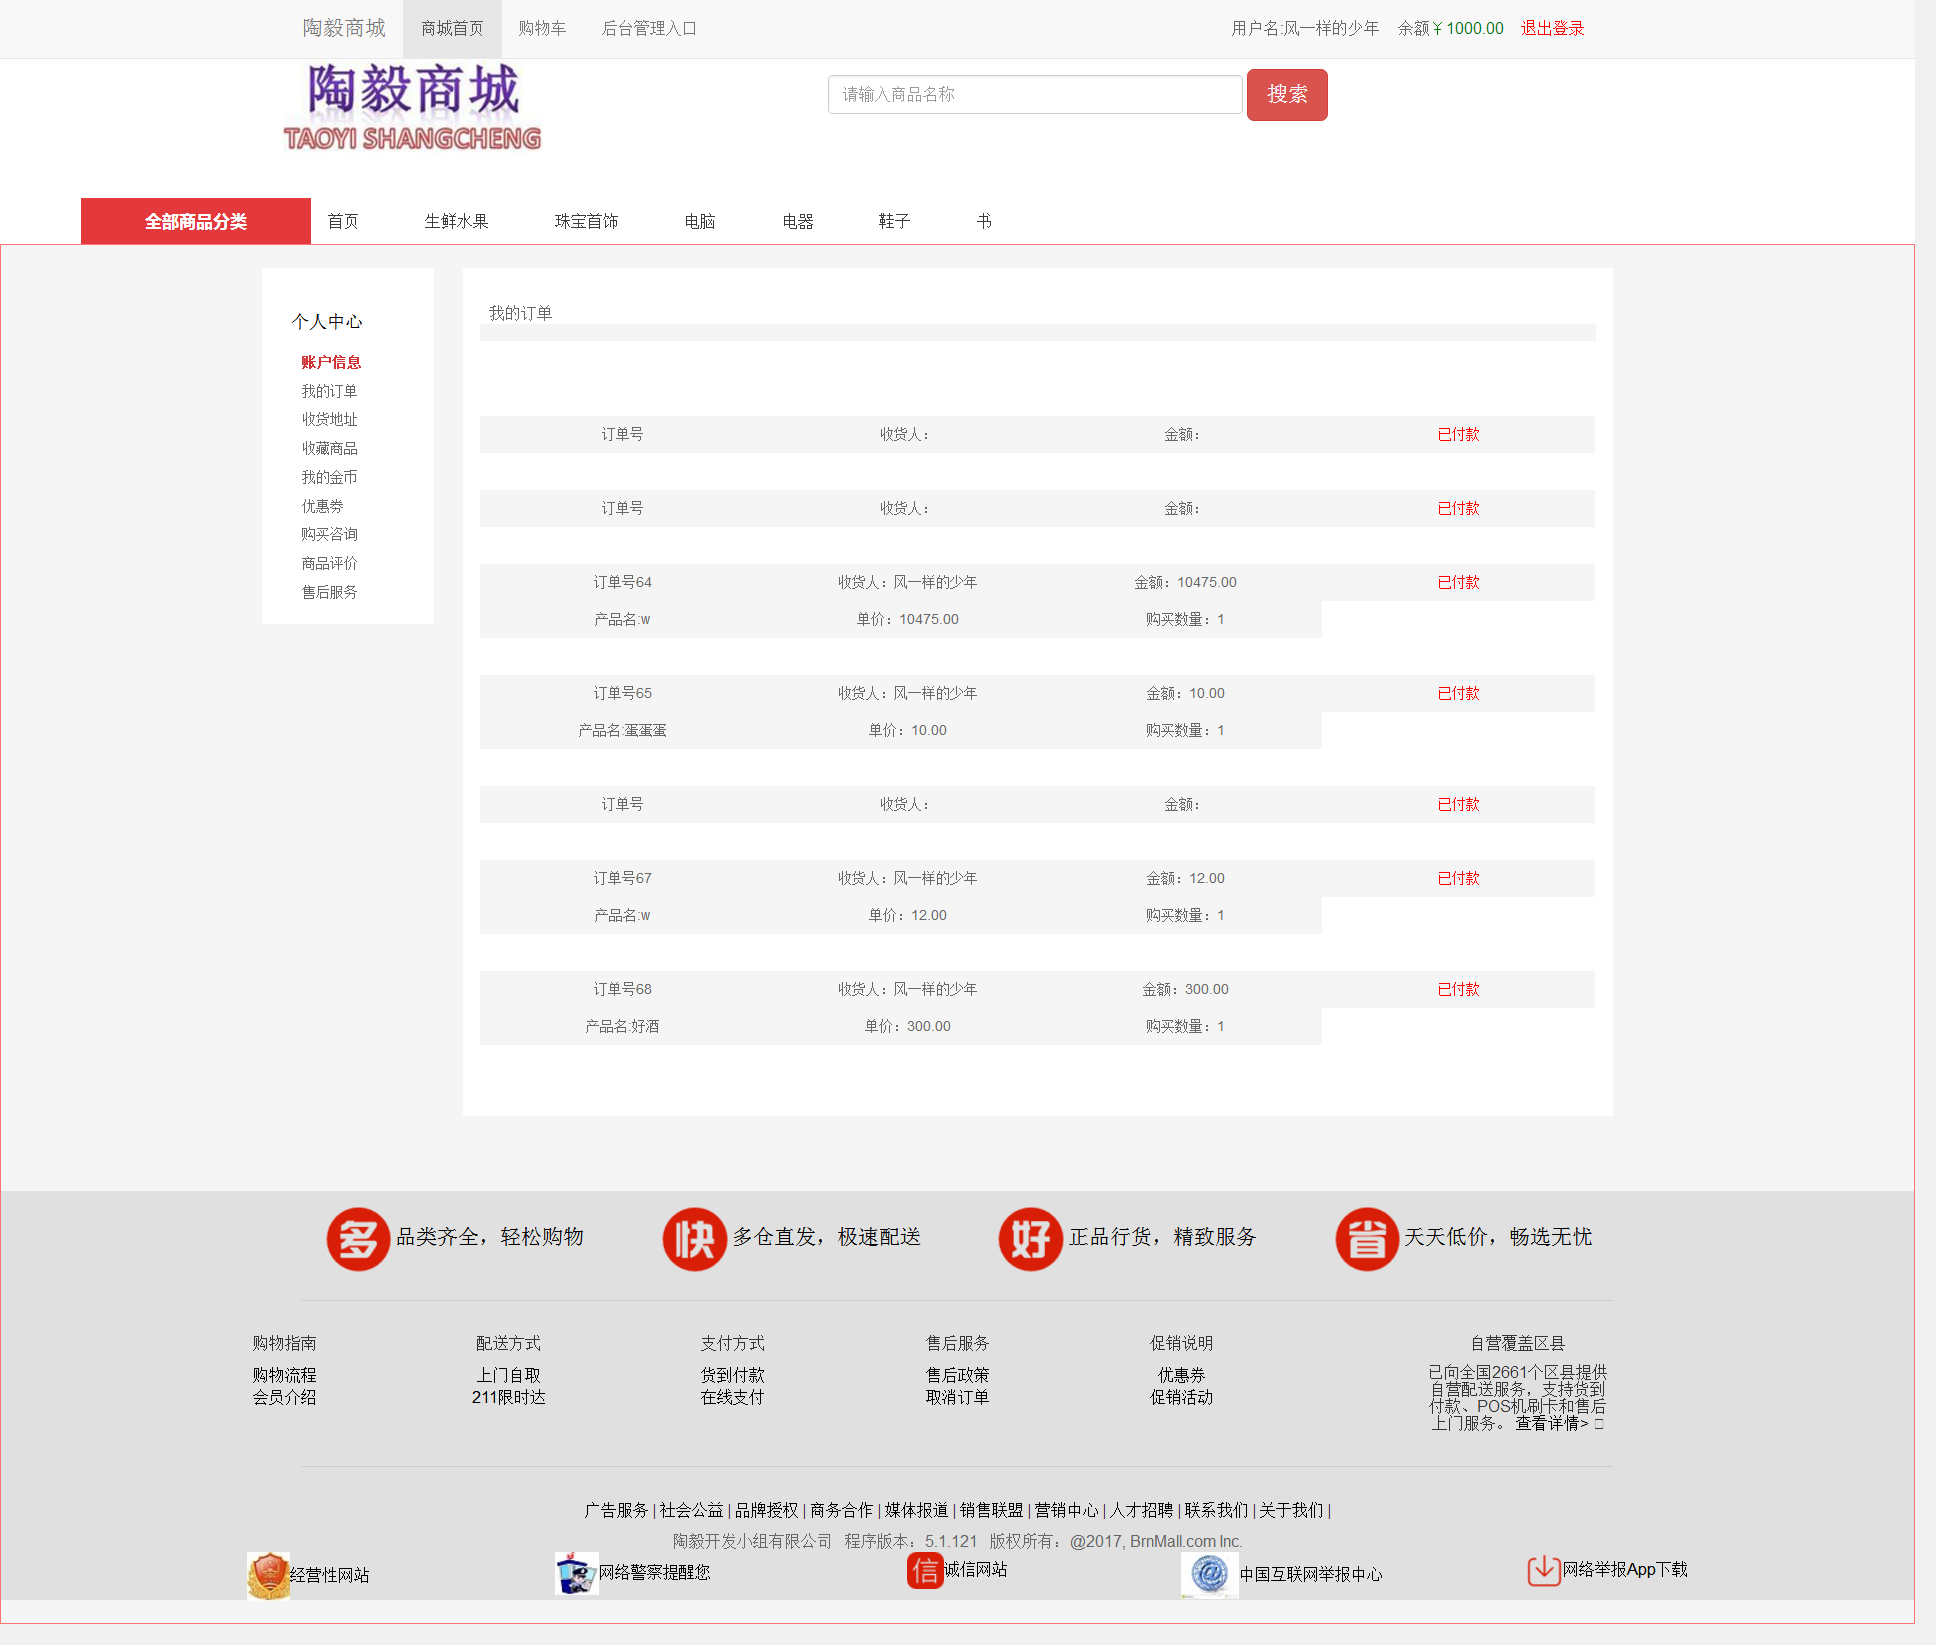 陶毅商城 商城首页 购物车 后台管理入口 用户名:风一样的少年 余额￥1000.00 退出登录
陶毅商城
TAOYI SHANGCHENG
请输入商品名称 搜索
全部商品分类 首页 生鲜水果 珠宝首饰 电脑 电器 鞋子 书
个人中心
账户信息
我的订单
收货地址
收藏商品
我的金币
优惠券
购买咨询
商品评价
售后服务
我的订单
订单号 收货人： 金额： 已付款
订单号 收货人： 金额： 已付款
订单号64 收货人：风一样的少年 金额：10475.00 已付款
产品名:w 单价：10475.00 购买数量：1
订单号65 收货人：风一样的少年 金额：10.00 已付款
产品名:蛋蛋蛋 单价：10.00 购买数量：1
订单号 收货人： 金额： 已付款
订单号67 收货人：风一样的少年 金额：12.00 已付款
产品名:w 单价：12.00 购买数量：1
订单号68 收货人：风一样的少年 金额：300.00 已付款
产品名:好酒 单价：300.00 购买数量：1
多 品类齐全，轻松购物 快 多仓直发，极速配送 好 正品行货，精致服务 省 天天低价，畅选无忧
购物指南 配送方式 支付方式 售后服务 促销说明 自营覆盖区县
购物流程 上门自取 货到付款 售后政策 优惠券
会员介绍 211限时达 在线支付 取消订单 促销活动
已向全国2661个区县提供
自营配送服务，支持货到
付款、POS机刷卡和售后
上门服务。 查看详情>
广告服务 | 社会公益 | 品牌授权 | 商务合作 | 媒体报道 | 销售联盟 | 营销中心 | 人才招聘 | 联系我们 | 关于我们 |
陶毅开发小组有限公司 程序版本：5.1.121 版权所有：@2017, BrnMall.com Inc.
经营性网站 网络警察提醒您 信 诚信网站 中国互联网举报中心 网络举报App下载